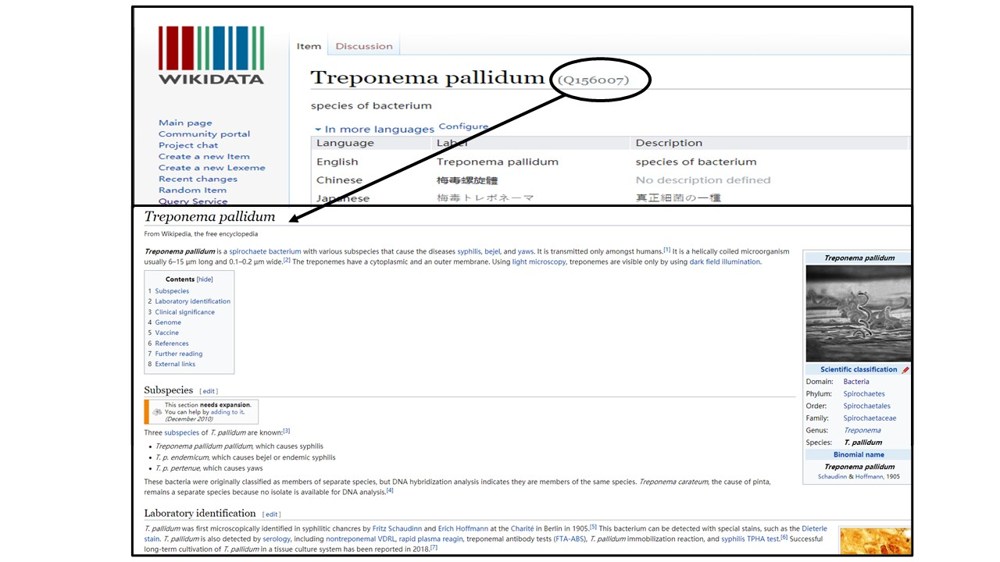 WIKIDATA
Item
Discussion
Treponema pallidum (Q156007)
species of bacterium
In more languages Configure
Language Label Description
English Treponema pallidum species of bacterium
Chinese 梅毒螺旋體 No description defined
Japanese 梅毒トレポネーマ 真正細菌の一種
Main page
Community portal
Project chat
Create a new Item
Create a new Lexeme
Recent changes
Random Item
Query Service
Treponema pallidum
From Wikipedia, the free encyclopedia
Treponema pallidum is a spirochaete bacterium with various subspecies that cause the diseases syphilis, bejel, and yaws. It is transmitted only amongst humans.[1] It is a helically coiled microorganism
usually 6–15 μm long and 0.1–0.2 μm wide.[2] The treponemes have a cytoplasmic and an outer membrane. Using light microscopy, treponemes are visible only by using dark field illumination.
Contents [hide]
1 Subspecies
2 Laboratory identification
3 Clinical significance
4 Genome
5 Vaccine
6 References
7 Further reading
8 External links
Subspecies [ edit ]
This section needs expansion.
You can help by adding to it.
(December 2010)
Three subspecies of T. pallidum are known:[3]
• Treponema pallidum pallidum, which causes syphilis
• T. p. endemicum, which causes bejel or endemic syphilis
• T. p. pertenue, which causes yaws
These bacteria were originally classified as members of separate species, but DNA hybridization analysis indicates they are members of the same species. Treponema carateum, the cause of pinta,
remains a separate species because no isolate is available for DNA analysis.[4]
Laboratory identification [ edit ]
T. pallidum was first microscopically identified in syphilitic chancres by Fritz Schaudinn and Erich Hoffmann at the Charité in Berlin in 1905.[5] This bacterium can be detected with special stains, such as the Dieterle
stain. T. pallidum is also detected by serology, including nontreponemal VDRL, rapid plasma reagin, treponemal antibody tests (FTA-ABS), T. pallidum immobilization reaction, and syphilis TPHA test.[6] Successful
long-term cultivation of T. pallidum in a tissue culture system has been reported in 2018.[7]
Treponema pallidum
Scientific classification
Domain: Bacteria
Phylum: Spirochaetes
Order: Spirochaetales
Family: Spirochaetaceae
Genus: Treponema
Species: T. pallidum
Binomial name
Treponema pallidum
Schaudinn & Hoffmann, 1905